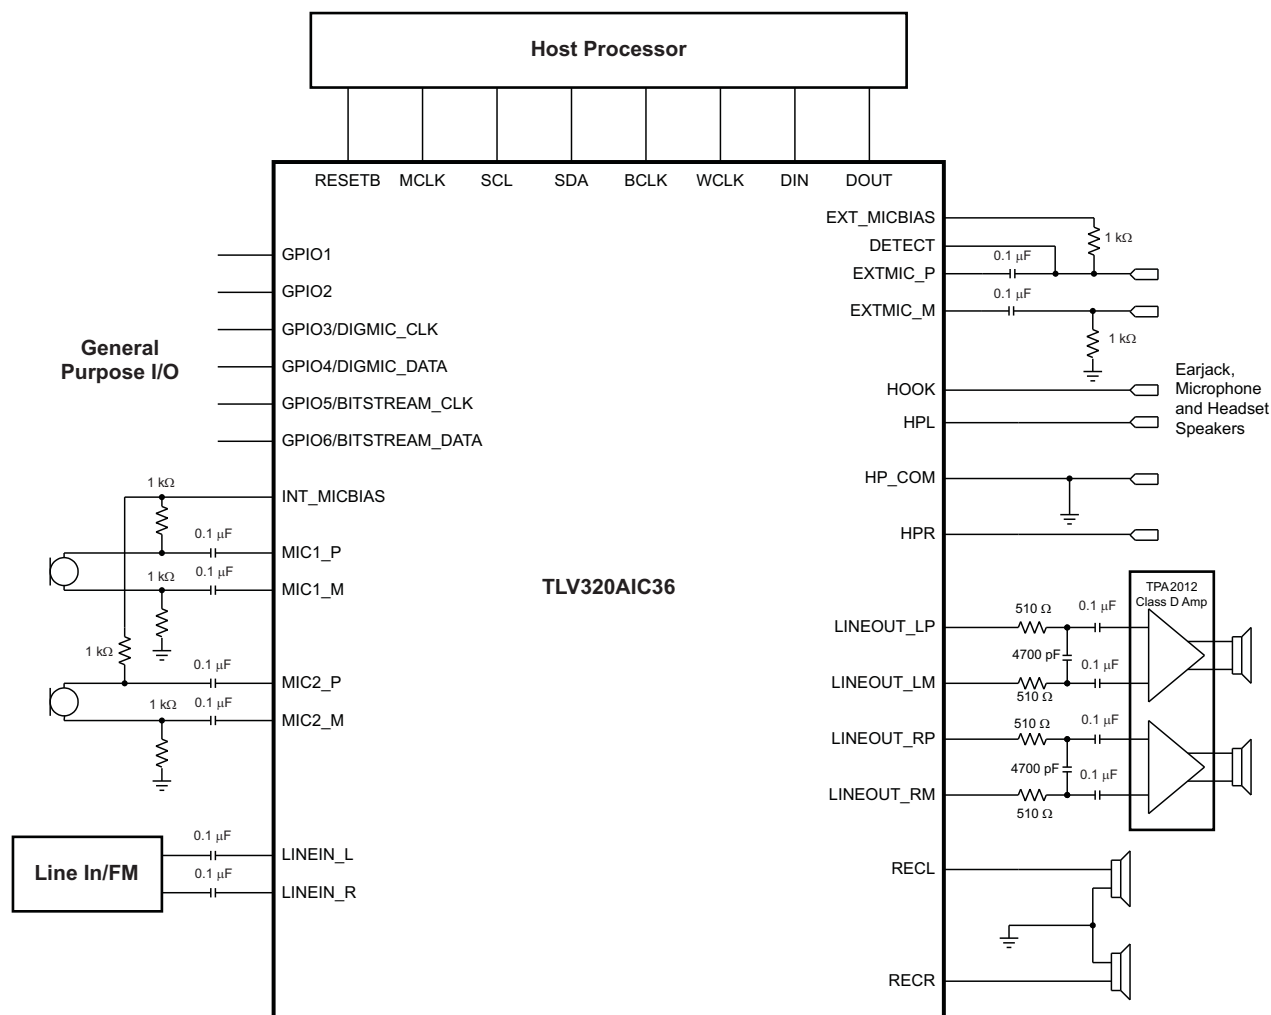 Host Processor
RESETB MCLK SCL SDA BCLK WCLK DIN DOUT
General
Purpose I/O
GPIO1
GPIO2
GPIO3/DIGMIC_CLK
GPIO4/DIGMIC_DATA
GPIO5/BITSTREAM_CLK
GPIO6/BITSTREAM_DATA
1 kΩ
INT_MICBIAS
0.1 μF
MIC1_P
1 kΩ
0.1 μF
MIC1_M
1 kΩ
0.1 μF
MIC2_P
1 kΩ
0.1 μF
MIC2_M
Line In/FM
0.1 μF
LINEIN_L
0.1 μF
LINEIN_R
TLV320AIC36
EXT_MICBIAS
1 kΩ
DETECT
0.1 μF
EXTMIC_P
0.1 μF
EXTMIC_M
1 kΩ
HOOK
HPL
HP_COM
HPR
Earjack,
Microphone
and Headset
Speakers
TPA2012
Class D Amp
LINEOUT_LP
510 Ω
0.1 μF
4700 pF
LINEOUT_LM
510 Ω
0.1 μF
LINEOUT_RP
510 Ω
0.1 μF
4700 pF
LINEOUT_RM
510 Ω
0.1 μF
RECL
RECR